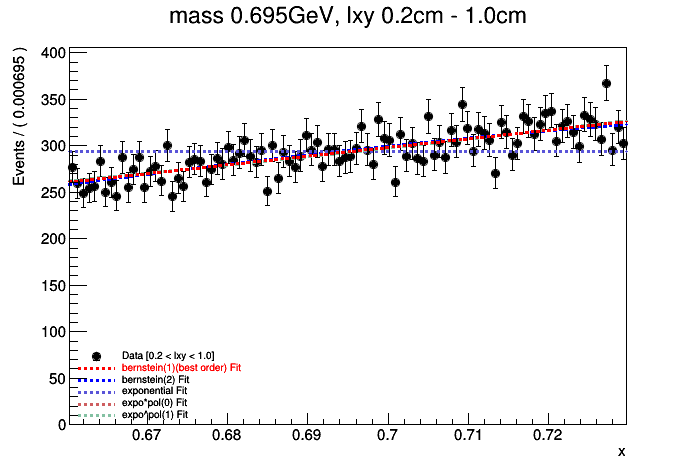 mass 0.695GeV, lxy 0.2cm - 1.0cm
Events / ( 0.000695 )
400
350
300
250
200
150
100
50
0
Data [0.2 < lxy < 1.0]
bernstein(1)(best order) Fit
bernstein(2) Fit
exponential Fit
expo*pol(0) Fit
expo*pol(1) Fit
0.67 0.68 0.69 0.7 0.71 0.72
x